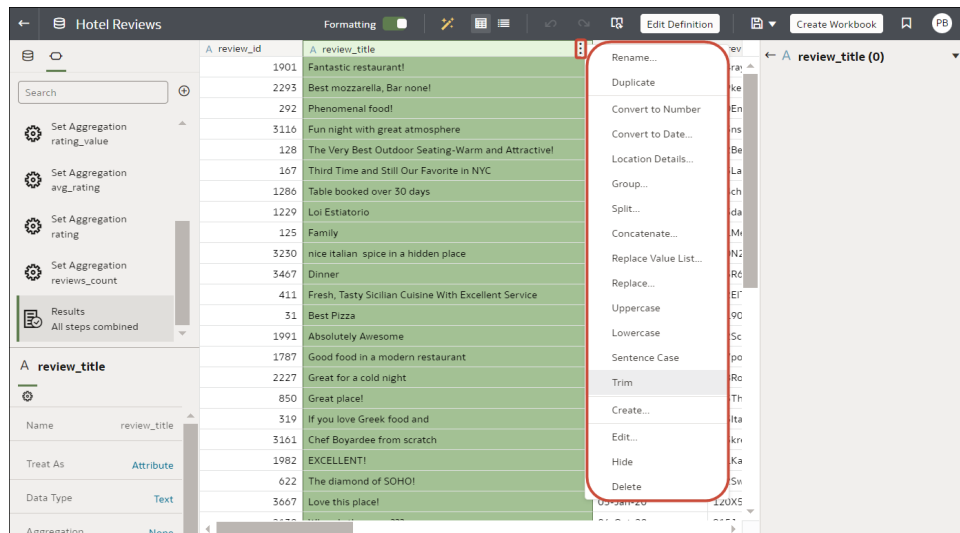 Hotel Reviews
Formatting
Edit Definition
Create Workbook
PB
Search
Set Aggregation
rating_value
Set Aggregation
avg_rating
Set Aggregation
rating
Set Aggregation
reviews_count
Results
All steps combined
A review_title
Name review_title
Treat As Attribute
Data Type Text
Aggregation None
A review_id A review_title
1901 Fantastic restaurant!
2293 Best mozzarella, Bar none!
292 Phenomenal food!
3116 Fun night with great atmosphere
128 The Very Best Outdoor Seating-Warm and Attractive!
167 Third Time and Still Our Favorite in NYC
1286 Table booked over 30 days
1229 Loi Estiatorio
125 Family
3230 nice italian spice in a hidden place
3467 Dinner
411 Fresh, Tasty Sicilian Cuisine With Excellent Service
31 Best Pizza
1991 Absolutely Awesome
1787 Good food in a modern restaurant
2227 Great for a cold night
850 Great place!
319 If you love Greek food and
3161 Chef Boyardee from scratch
1982 EXCELLENT!
622 The diamond of SOHO!
3667 Love this place!
Rename...
Duplicate
Convert to Number
Convert to Date...
Location Details...
Group...
Split...
Concatenate...
Replace Value List...
Replace...
Uppercase
Lowercase
Sentence Case
Trim
Create...
Edit...
Hide
Delete
A review_title (0)